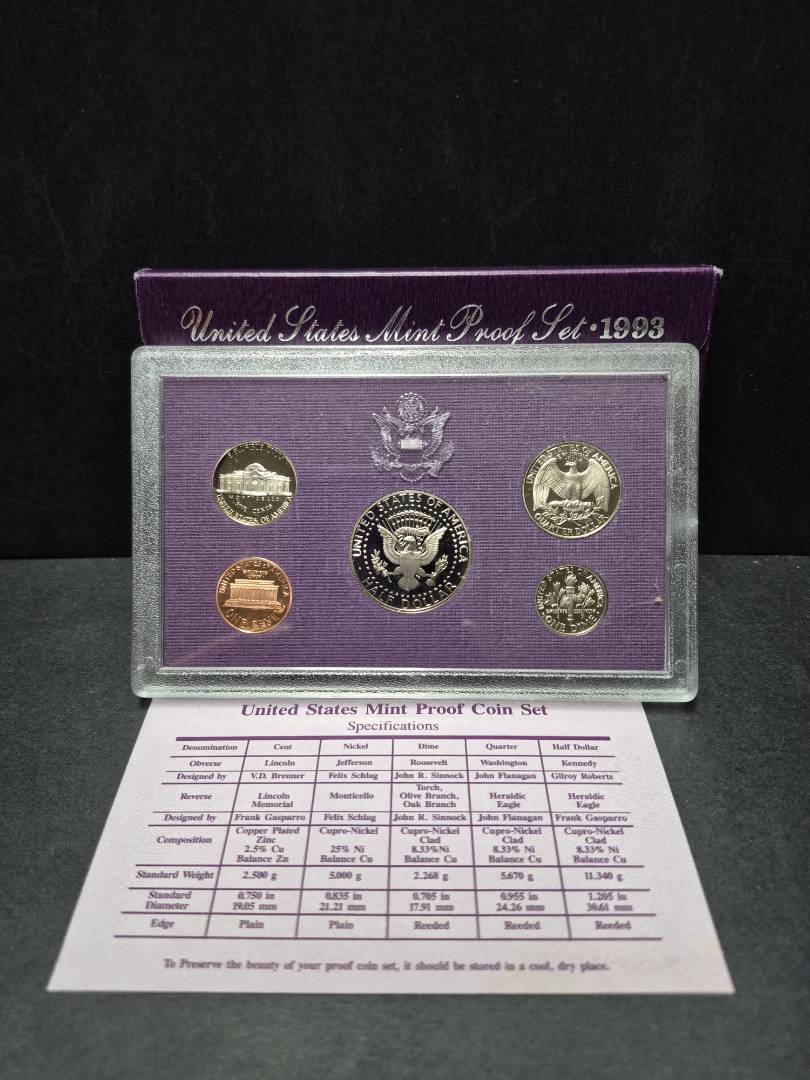 United States Mint Proof Set · 1993
UNITED STATES OF AMERICA
HALF DOLLAR
UNITED STATES OF AMERICA
QUARTER DOLLAR
ONE CENT
ONE DIME
UNITED STATES OF AMERICA
United States Mint Proof Coin Set
Specifications
Denomination Cent Nickel Dime Quarter Half Dollar
Obverse Lincoln Jefferson Roosevelt Washington Kennedy
Designed by V.D. Brenner Felix Schlag John R. Sinnock John Flanagan Gilroy Roberts
Reverse Lincoln Memorial Monticello Torch, Olive Branch, Oak Branch Heraldic Eagle Heraldic Eagle
Designed by Frank Gasparro Felix Schlag John R. Sinnock John Flanagan Frank Gasparro
Composition Copper Plated Zinc 2.5% Cu Balance Zn Cupro-Nickel 25% Ni Balance Cu Cupro-Nickel Clad 8.33%Ni Balance Cu Cupro-Nickel Clad 8.33% Ni Balance Cu Cupro-Nickel Clad 8.33% Ni Balance Cu
Standard Weight 2.500 g 5.000 g 2.268 g 5.670 g 11.340 g
Standard Diameter 0.750 in 19.05 mm 0.835 in 21.21 mm 0.705 in 17.91 mm 0.955 in 24.26 mm 1.205 in 30.61 mm
Edge Plain Plain Reeded Reeded Reeded
To Preserve the beauty of your proof coin set, it should be stored in a cool, dry place.